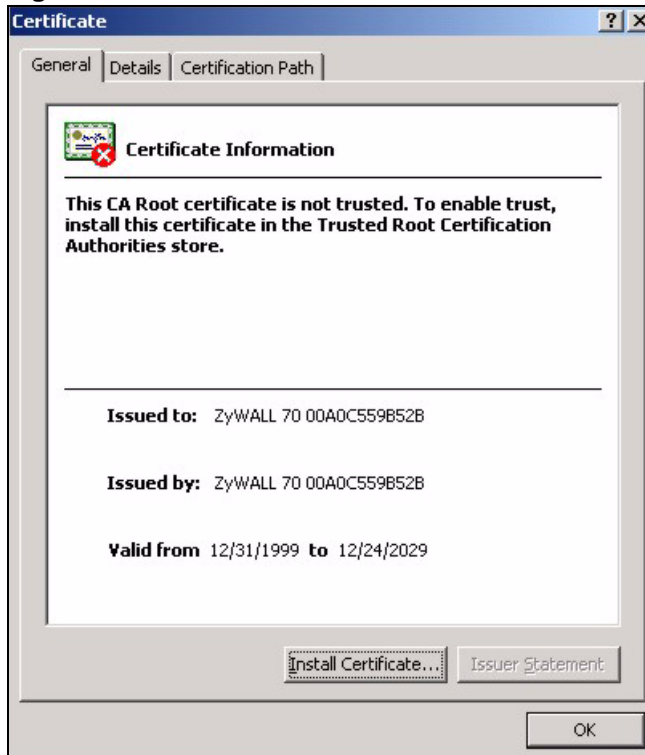 Certificate
General
Details
Certification Path
Certificate Information
This CA Root certificate is not trusted. To enable trust,
install this certificate in the Trusted Root Certification
Authorities store.
Issued to: ZyWALL 70 00A0C559B52B
Issued by: ZyWALL 70 00A0C559B52B
Valid from 12/31/1999 to 12/24/2029
Install Certificate...
Issuer Statement
OK